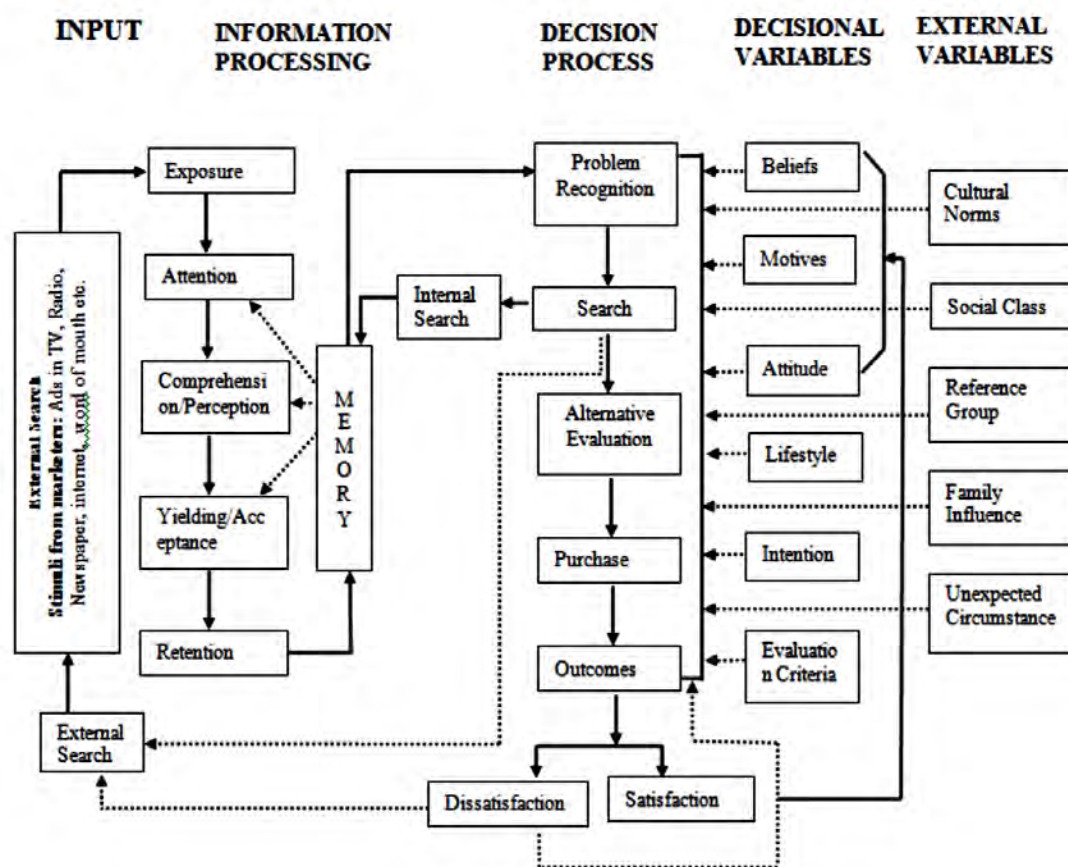 INPUT
INFORMATION
PROCESSING
DECISION
PROCESS
DECISIONAL
VARIABLES
EXTERNAL
VARIABLES
External Search
Stimuli from marketers: Ads in TV, Radio,
Newspaper, internet, word of mouth etc.
External
Search
Exposure
Attention
Comprehensi
on/Perception
Yielding/Acc
eptance
Retention
M
E
M
O
R
Y
Internal
Search
Problem
Recognition
Search
Alternative
Evaluation
Purchase
Outcomes
Dissatisfaction
Satisfaction
Beliefs
Motives
Attitude
Lifestyle
Intention
Evaluatio
n Criteria
Cultural
Norms
Social Class
Reference
Group
Family
Influence
Unexpected
Circumstance